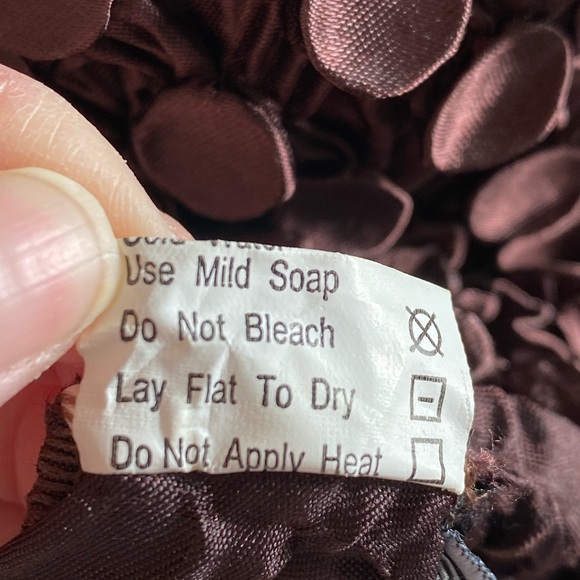 Use Mild Soap
Do Not Bleach
Lay Flat To Dry
Do Not Apply Heat